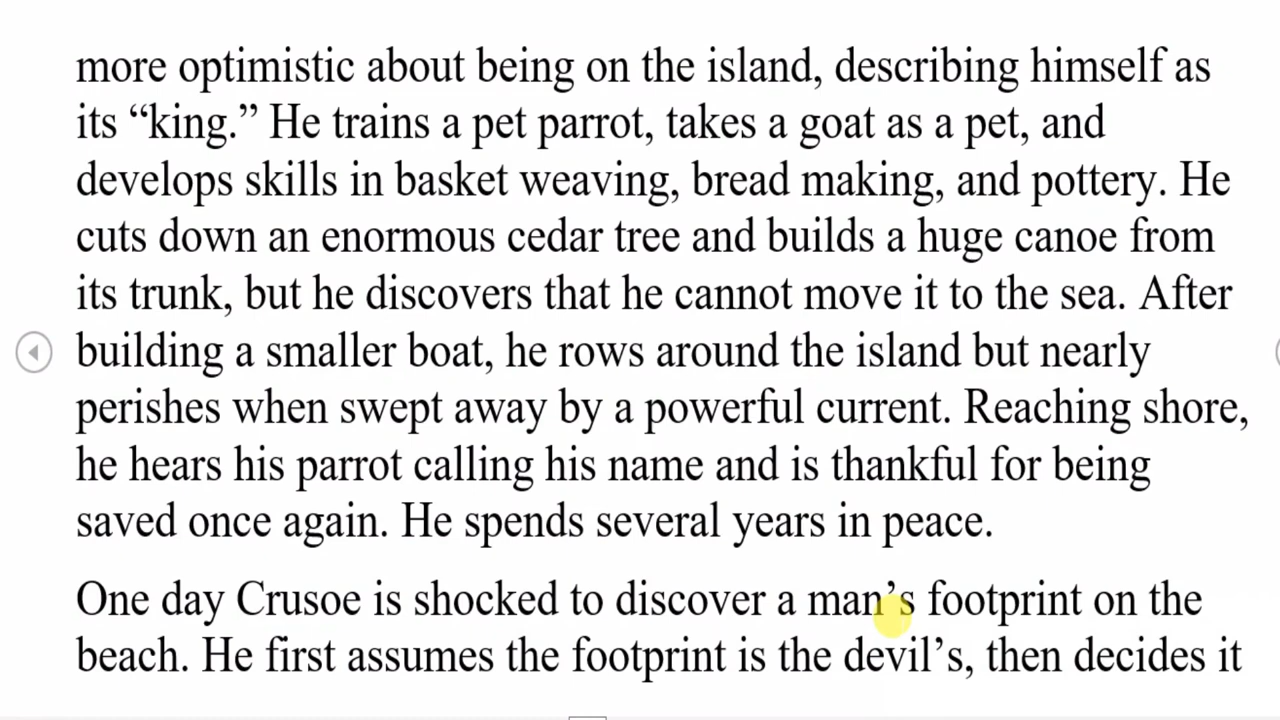 more optimistic about being on the island, describing himself as
its “king.” He trains a pet parrot, takes a goat as a pet, and
develops skills in basket weaving, bread making, and pottery. He
cuts down an enormous cedar tree and builds a huge canoe from
its trunk, but he discovers that he cannot move it to the sea. After
building a smaller boat, he rows around the island but nearly
perishes when swept away by a powerful current. Reaching shore,
he hears his parrot calling his name and is thankful for being
saved once again. He spends several years in peace.
One day Crusoe is shocked to discover a man’s footprint on the
beach. He first assumes the footprint is the devil’s, then decides it